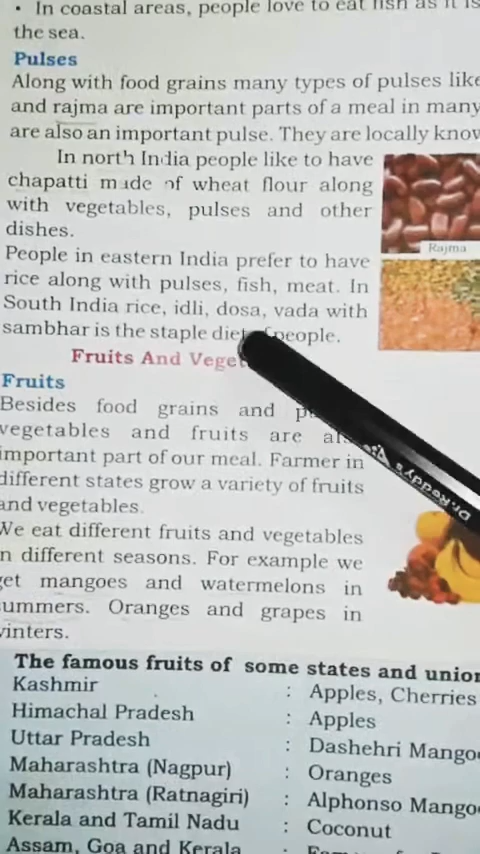 • In coastal areas, people love to eat fish as it is
the sea.
Pulses
Along with food grains many types of pulses like
and rajma are important parts of a meal in many
are also an important pulse. They are locally know
In north India people like to have
chapatti made of wheat flour along
with vegetables, pulses and other
dishes.
Rajma
People in eastern India prefer to have
rice along with pulses, fish, meat. In
South India rice, idli, dosa, vada with
sambhar is the staple diet of people.
Fruits And Veget
Fruits
Besides food grains and
vegetables and fruits are
important part of our meal. Farmer in
different states grow a variety of fruits
and vegetables.
We eat different fruits and vegetables
in different seasons. For example we
get mangoes and watermelons in
summers. Oranges and grapes in
winters.
Dr. Reddy's
The famous fruits of some states and union
Kashmir : Apples, Cherries
Himachal Pradesh : Apples
Uttar Pradesh : Dashehri Mango
Maharashtra (Nagpur) : Oranges
Maharashtra (Ratnagiri) : Alphonso Mango
Kerala and Tamil Nadu : Coconut
Assam, Goa and Kerala :